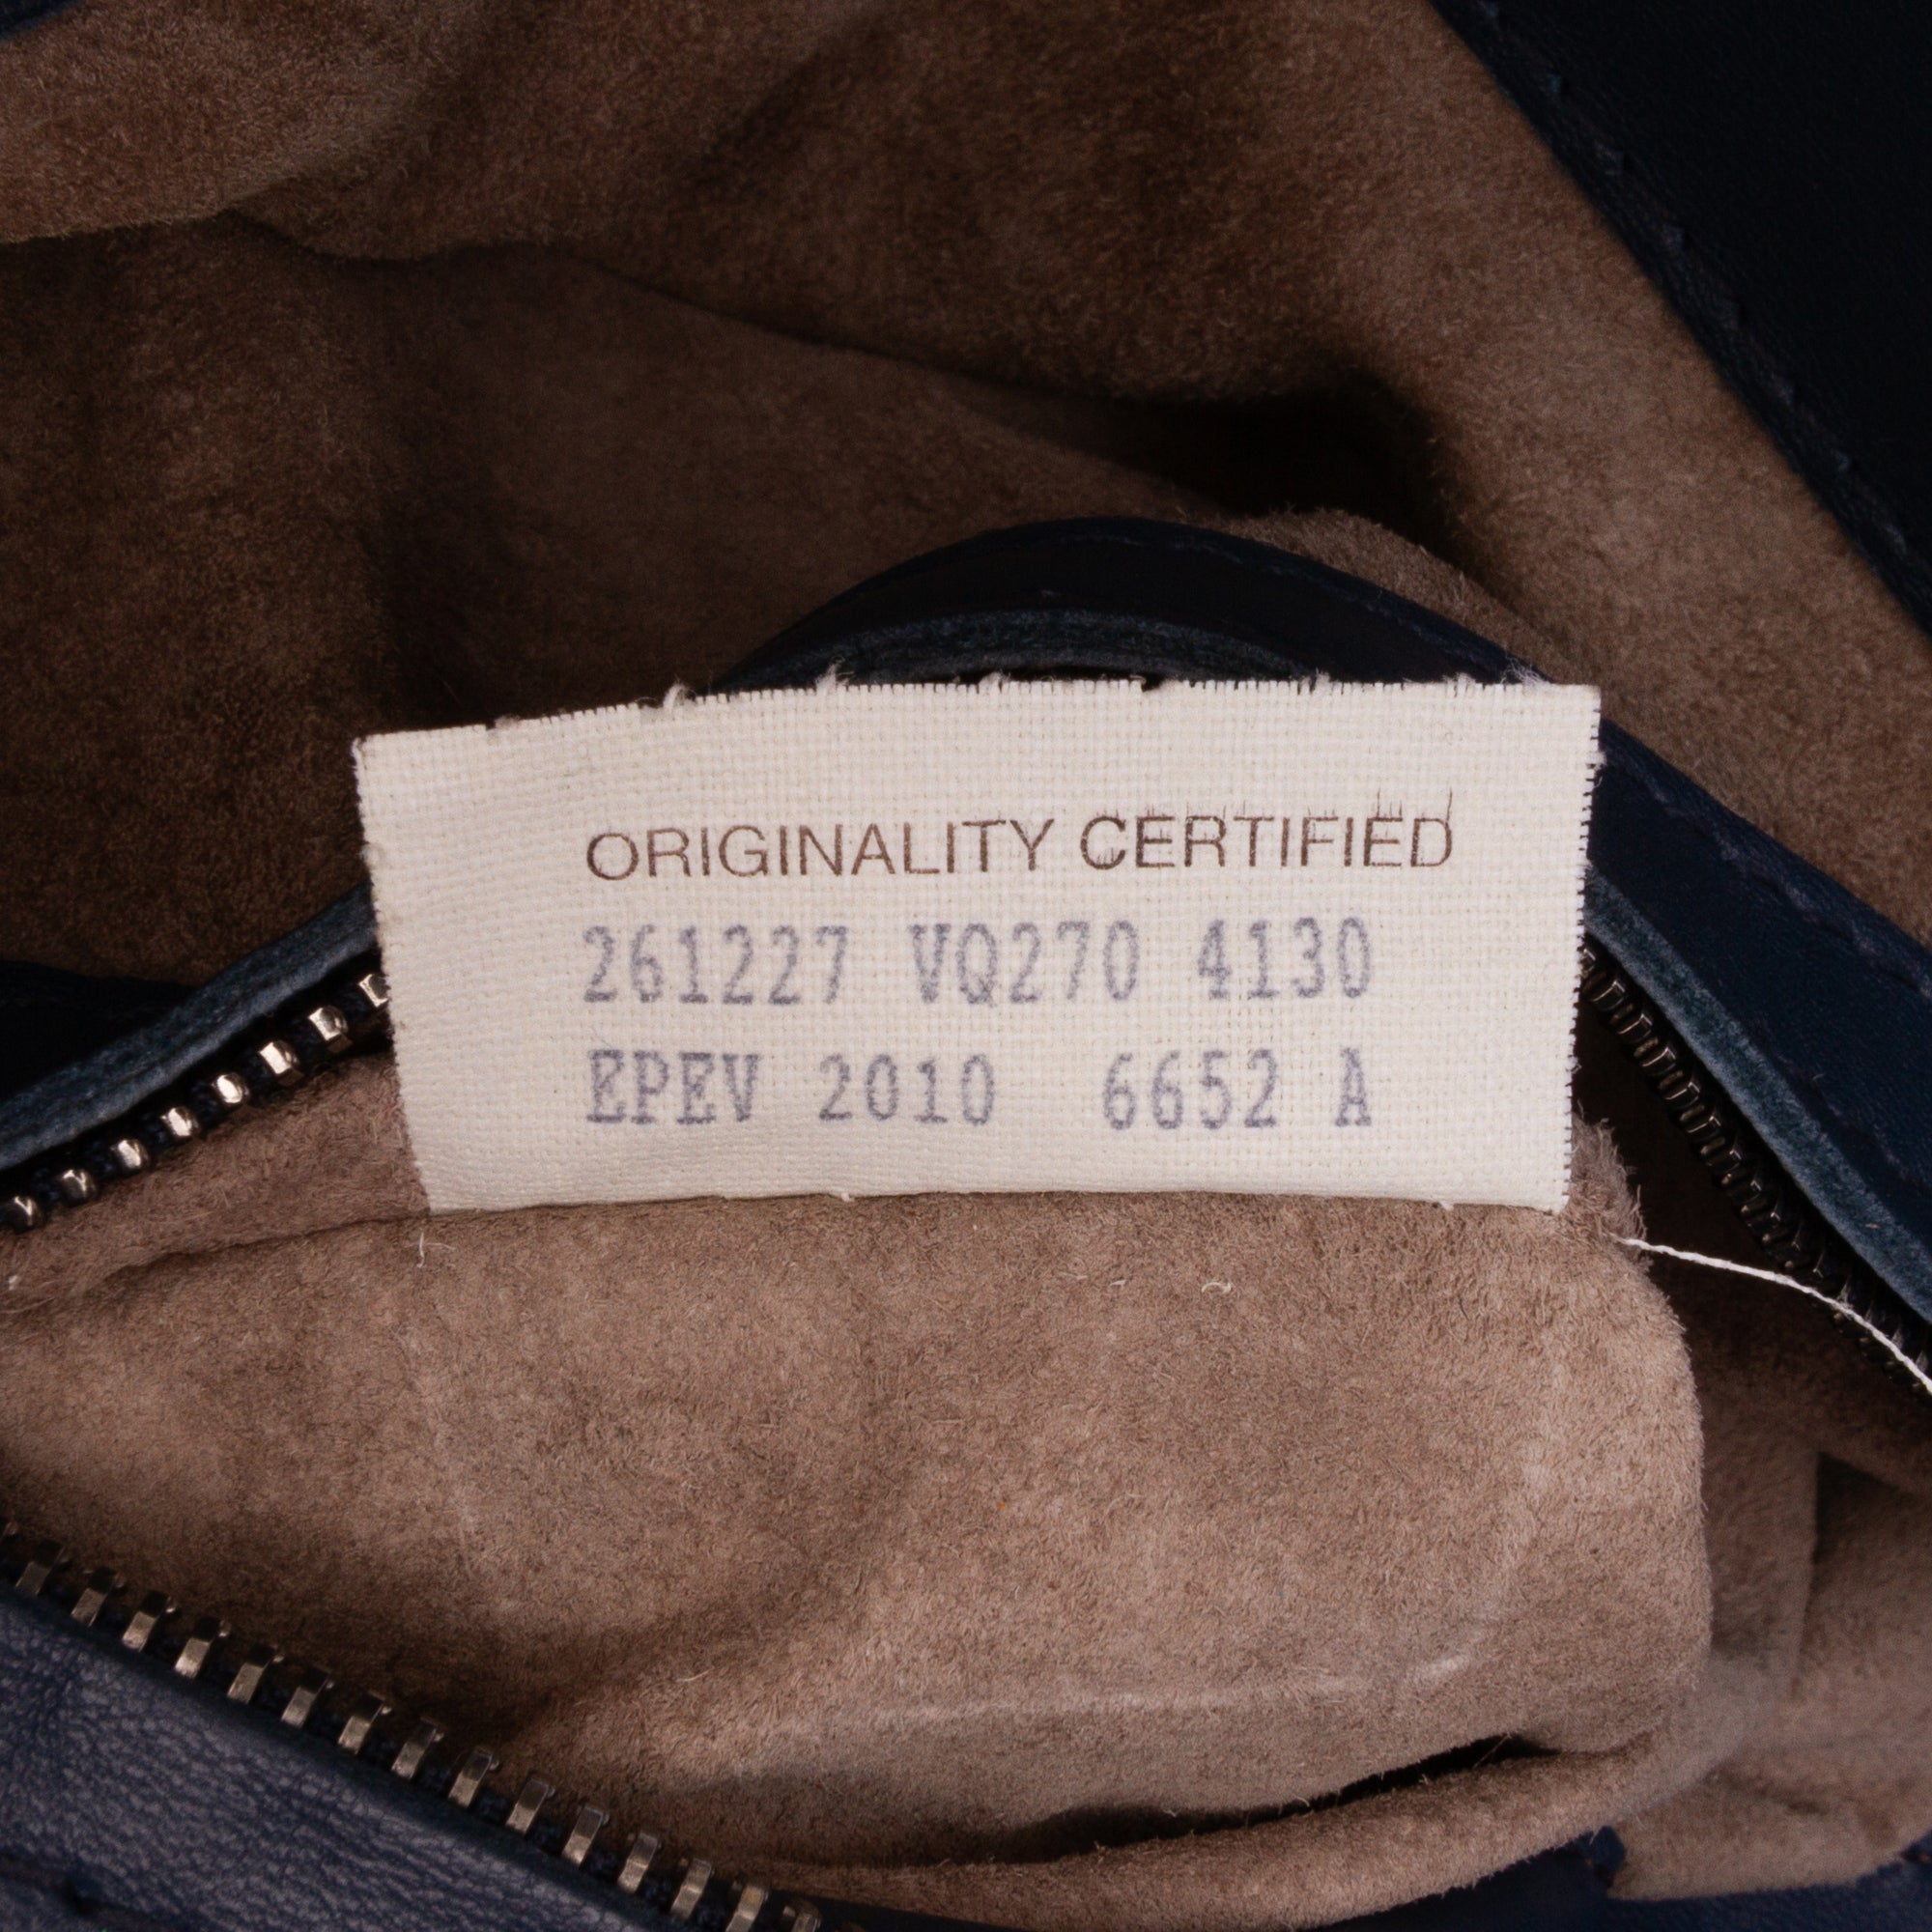 ORIGINALITY CERTIFIED
261227 VQ270 4130
EPEV 2010 6652 A